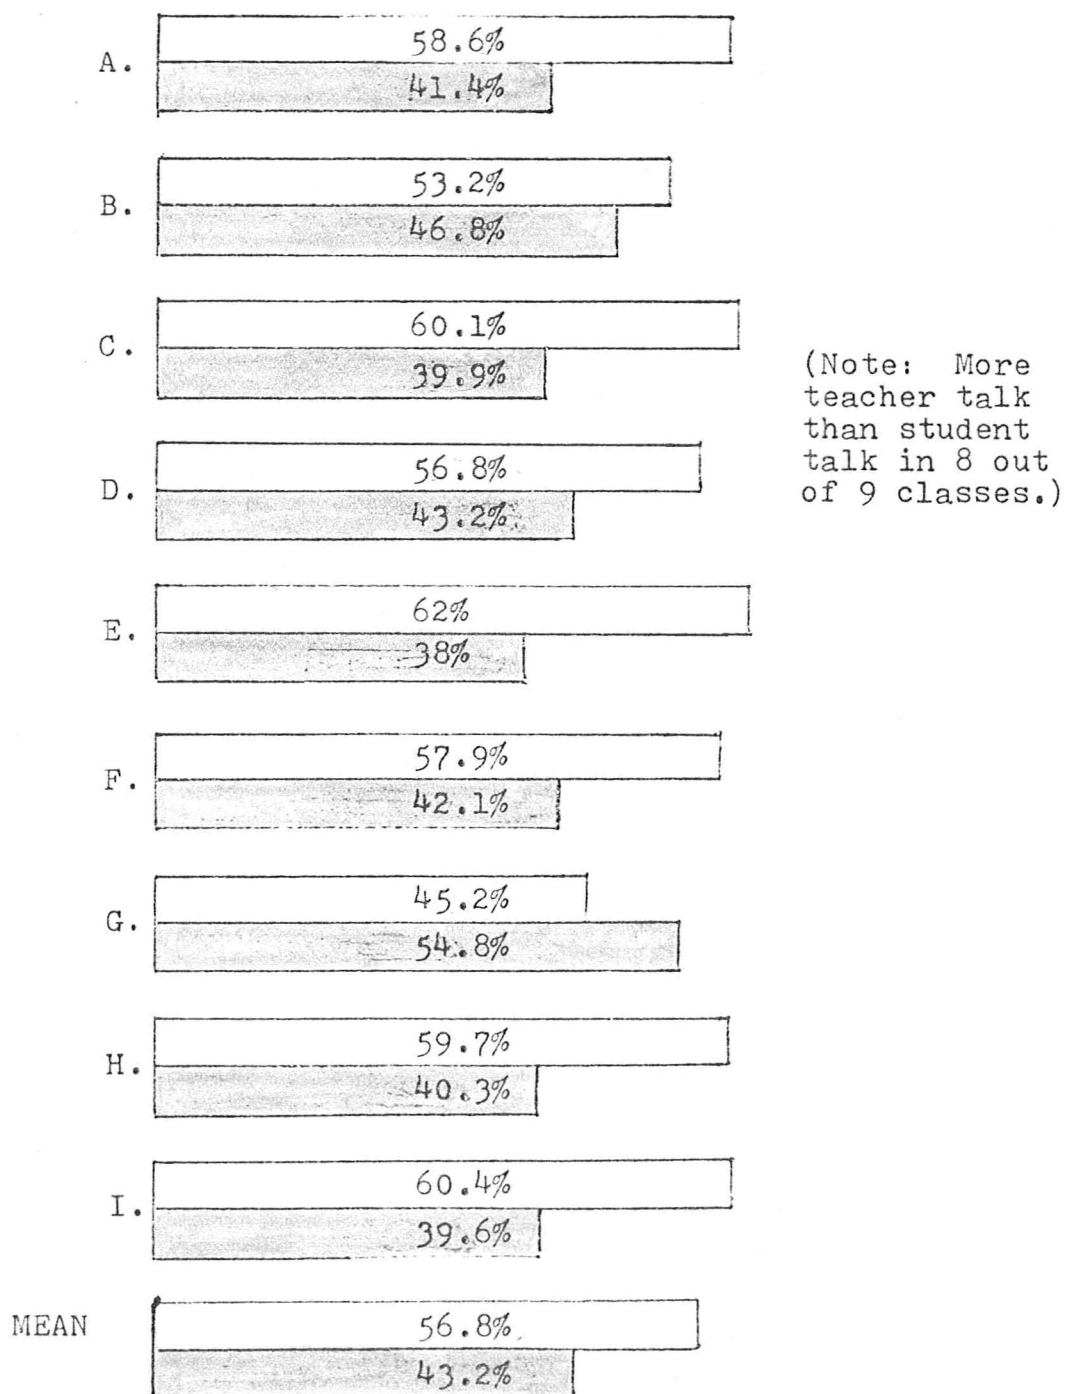 58.6%
A.
41.4%
53.2%
B.
46.8%
60.1%
C.
39.9%
(Note: More
teacher talk
than student
talk in 8 out
of 9 classes.)
56.8%
D.
43.2%
62%
E.
38%
57.9%
F.
42.1%
45.2%
G.
54.8%
59.7%
H.
40.3%
60.4%
I.
39.6%
MEAN
56.8%
43.2%